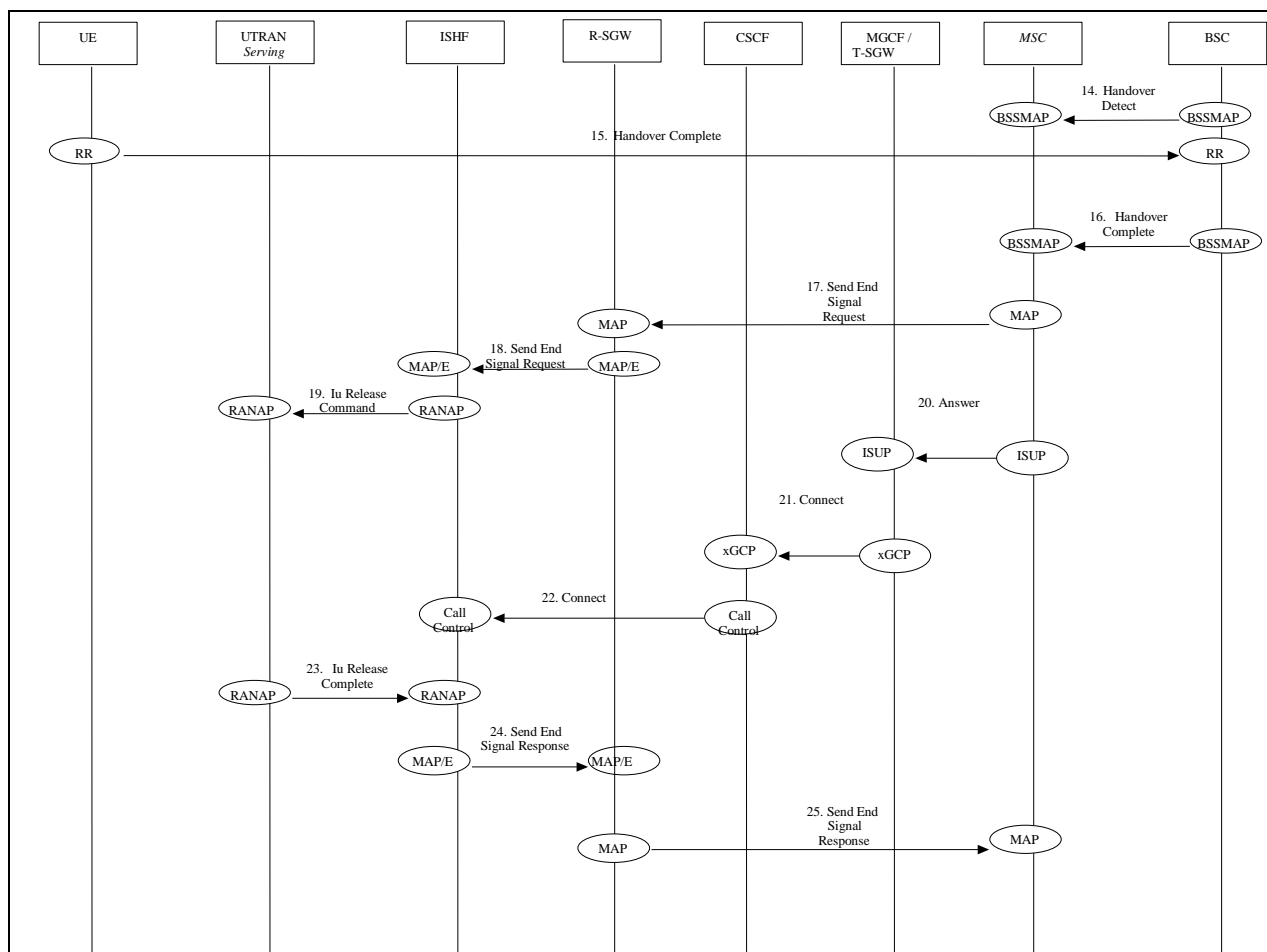 UE
UTRAN
Serving
ISHF
R-SGW
CSCF
MGCF /
T-SGW
MSC
BSC
14. Handover
Detect
BSSMAP
BSSMAP
15. Handover Complete
RR
RR
16. Handover
Complete
BSSMAP
BSSMAP
17. Send End
Signal
Request
MAP
MAP
18. Send End
Signal Request
MAP/E
MAP/E
19. Iu Release
Command
RANAP
RANAP
20. Answer
ISUP
ISUP
21. Connect
xGCP
xGCP
22. Connect
Call
Control
Call
Control
23. Iu Release
Complete
RANAP
RANAP
24. Send End
Signal Response
MAP/E
MAP/E
25. Send End
Signal
Response
MAP
MAP